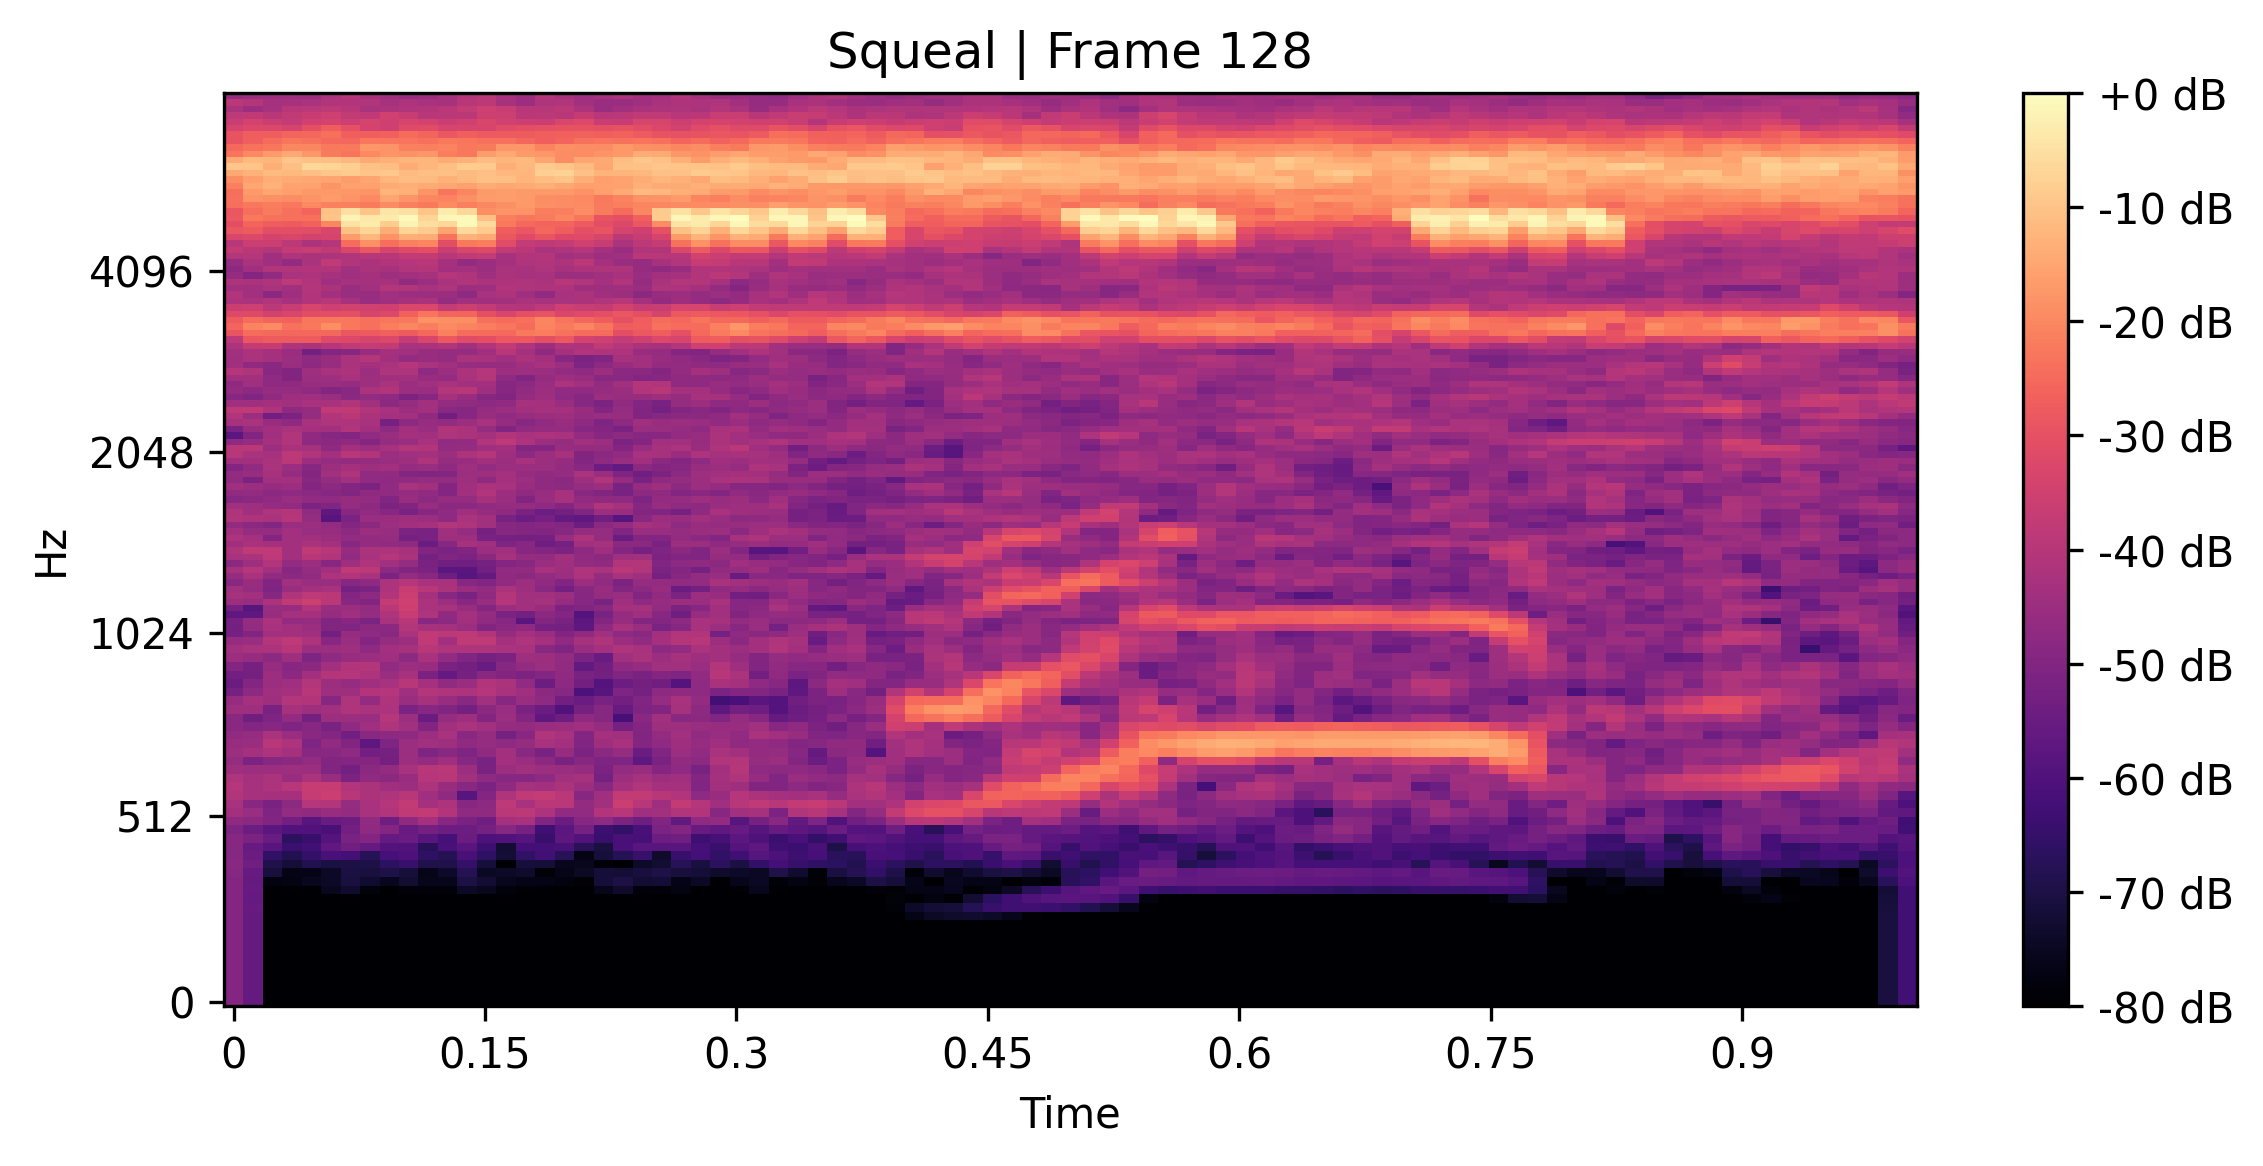 Squeal | Frame 128
+0 dB
-10 dB
-20 dB
-30 dB
-40 dB
-50 dB
-60 dB
-70 dB
-80 dB
4096
2048
1024
512
0
Hz
0
0.15
0.3
0.45
0.6
0.75
0.9
Time